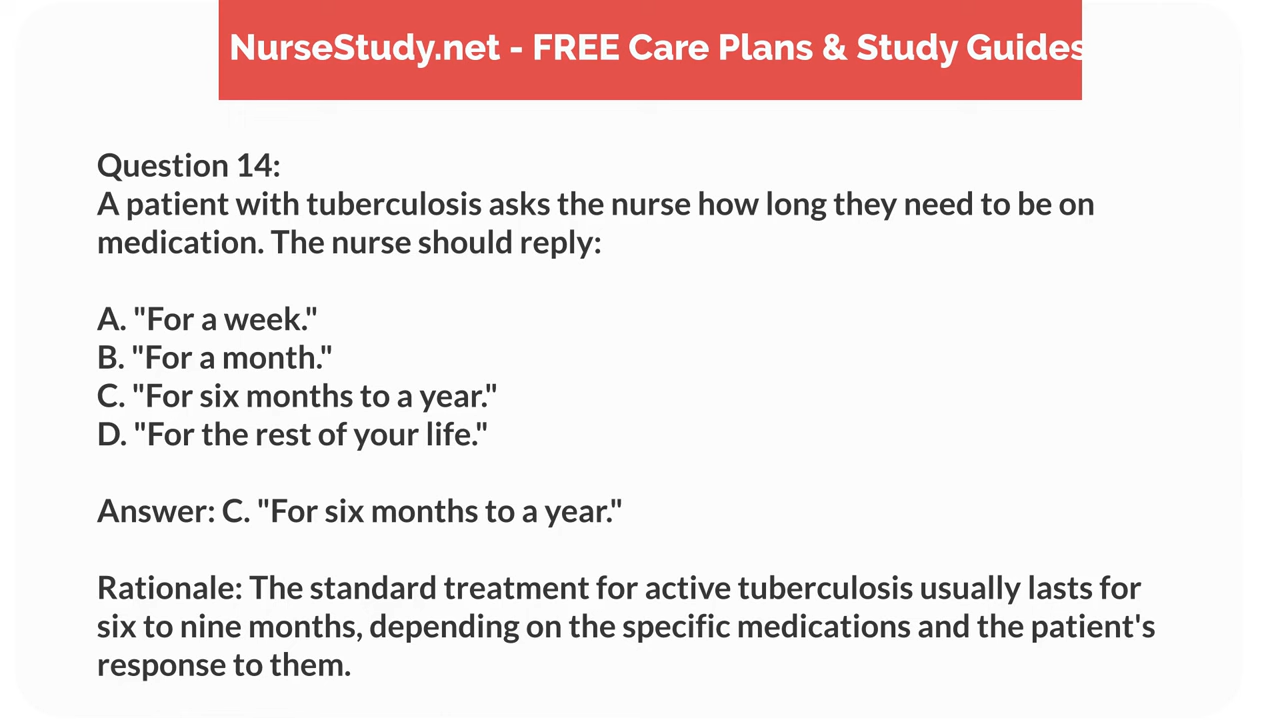 NurseStudy.net - FREE Care Plans & Study Guides
Question 14:
A patient with tuberculosis asks the nurse how long they need to be on
medication. The nurse should reply:
A. "For a week."
B. "For a month."
C. "For six months to a year."
D. "For the rest of your life."
Answer: C. "For six months to a year."
Rationale: The standard treatment for active tuberculosis usually lasts for
six to nine months, depending on the specific medications and the patient's
response to them.